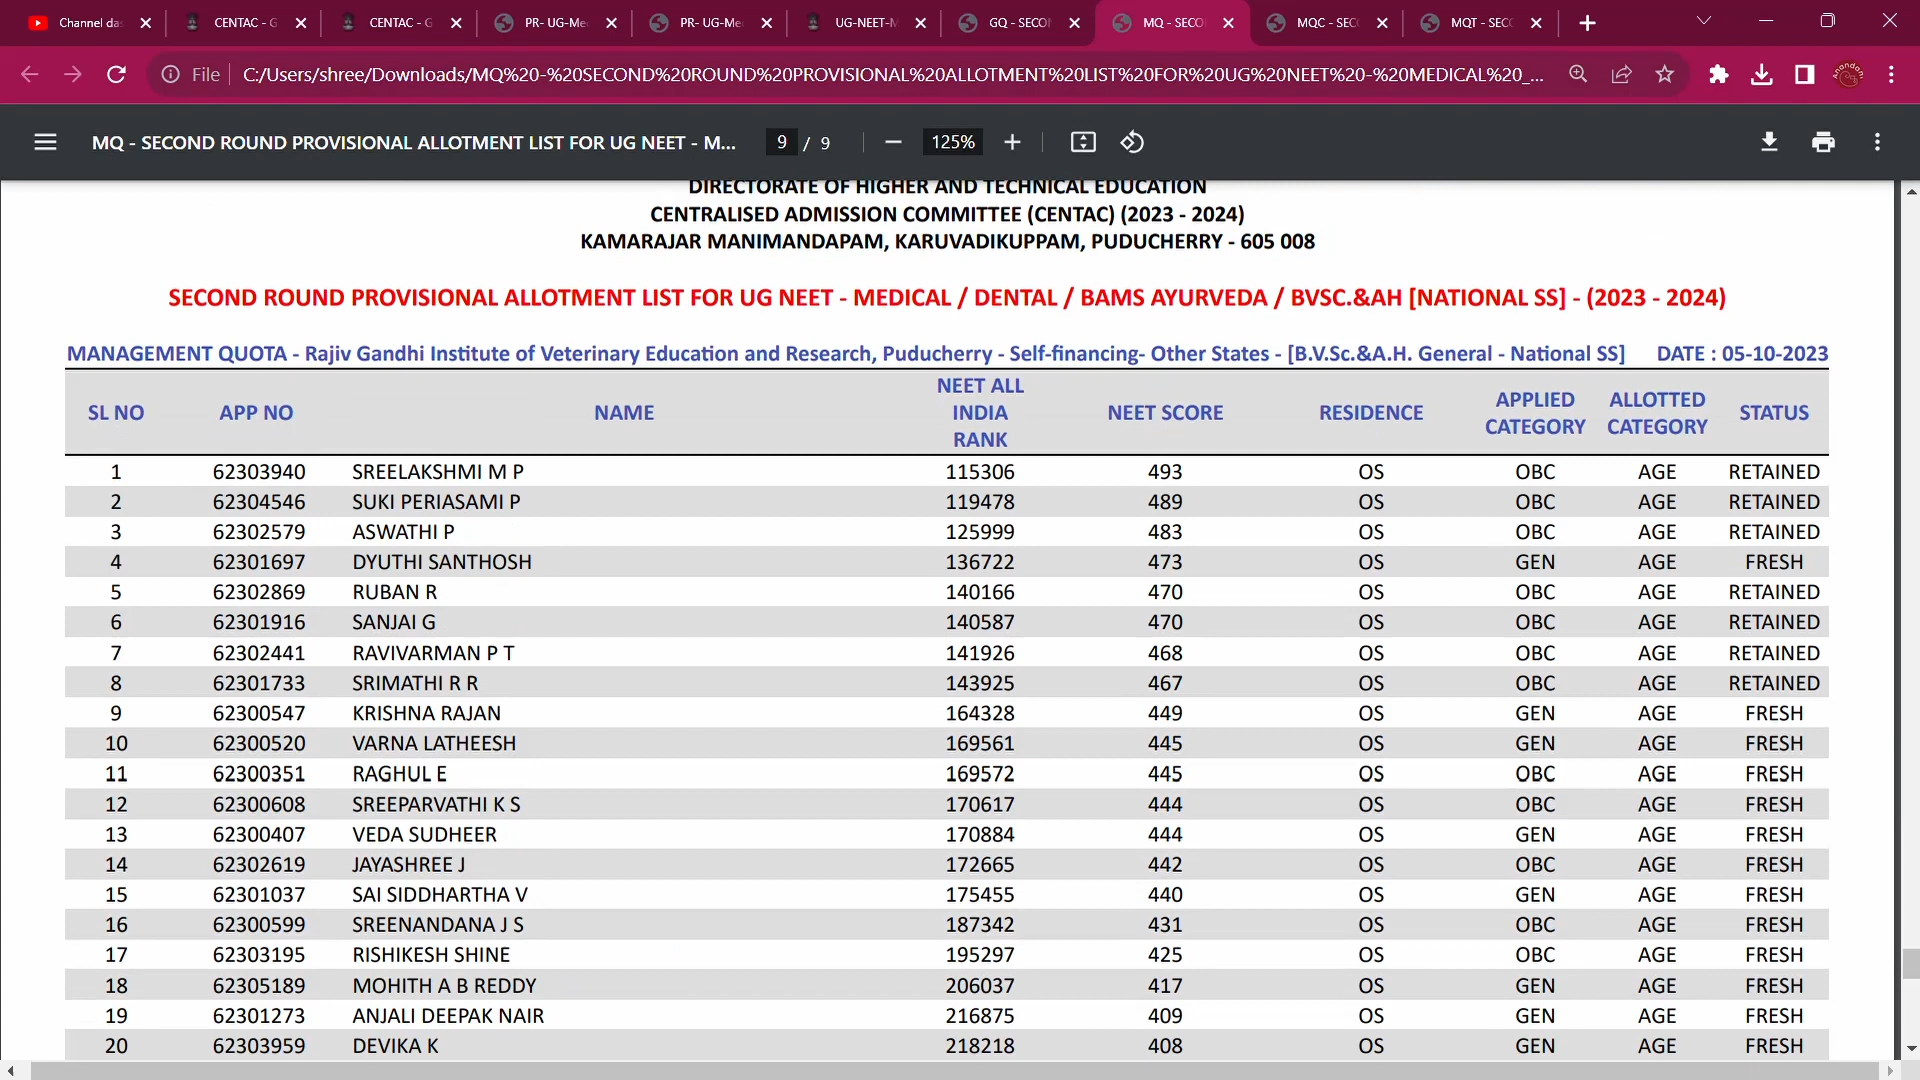 Channel da
CENTAC - G
CENTAC - G
PR- UG-Me
PR- UG-Me
UG-NEET-M
GQ - SECO
MQ - SECO
MQC - SEC
MQT - SEC
File C:/Users/shree/Downloads/MQ%20-%20SECOND%20ROUND%20PROVISIONAL%20ALLOTMENT%20LIST%20FOR%20UG%20NEET%20-%20MEDICAL%20_...
MQ - SECOND ROUND PROVISIONAL ALLOTMENT LIST FOR UG NEET - M... 9 / 9 125%
DIRECTORATE OF HIGHER AND TECHNICAL EDUCATION
CENTRALISED ADMISSION COMMITTEE (CENTAC) (2023 - 2024)
KAMARAJAR MANIMANDAPAM, KARUVADIKUPPAM, PUDUCHERRY - 605 008
SECOND ROUND PROVISIONAL ALLOTMENT LIST FOR UG NEET - MEDICAL / DENTAL / BAMS AYURVEDA / BVSC.&AH [NATIONAL SS] - (2023 - 2024)
MANAGEMENT QUOTA - Rajiv Gandhi Institute of Veterinary Education and Research, Puducherry - Self-financing- Other States - [B.V.Sc.&A.H. General - National SS] DATE : 05-10-2023
SL NO APP NO NAME NEET ALL INDIA RANK NEET SCORE RESIDENCE APPLIED CATEGORY ALLOTTED CATEGORY STATUS
1 62303940 SREELAKSHMI M P 115306 493 OS OBC AGE RETAINED
2 62304546 SUKI PERIASAMI P 119478 489 OS OBC AGE RETAINED
3 62302579 ASWATHI P 125999 483 OS OBC AGE RETAINED
4 62301697 DYUTHI SANTHOSH 136722 473 OS GEN AGE FRESH
5 62302869 RUBAN R 140166 470 OS OBC AGE RETAINED
6 62301916 SANJAI G 140587 470 OS OBC AGE RETAINED
7 62302441 RAVIVARMAN P T 141926 468 OS OBC AGE RETAINED
8 62301733 SRIMATHI R R 143925 467 OS OBC AGE RETAINED
9 62300547 KRISHNA RAJAN 164328 449 OS GEN AGE FRESH
10 62300520 VARNA LATHEESH 169561 445 OS GEN AGE FRESH
11 62300351 RAGHUL E 169572 445 OS OBC AGE FRESH
12 62300608 SREEPARVATHI K S 170617 444 OS OBC AGE FRESH
13 62300407 VEDA SUDHEER 170884 444 OS GEN AGE FRESH
14 62302619 JAYASHREE J 172665 442 OS OBC AGE FRESH
15 62301037 SAI SIDDHARTHA V 175455 440 OS GEN AGE FRESH
16 62300599 SREENANDANA J S 187342 431 OS OBC AGE FRESH
17 62303195 RISHIKESH SHINE 195297 425 OS OBC AGE FRESH
18 62305189 MOHITH A B REDDY 206037 417 OS GEN AGE FRESH
19 62301273 ANJALI DEEPAK NAIR 216875 409 OS GEN AGE FRESH
20 62303959 DEVIKA K 218218 408 OS GEN AGE FRESH